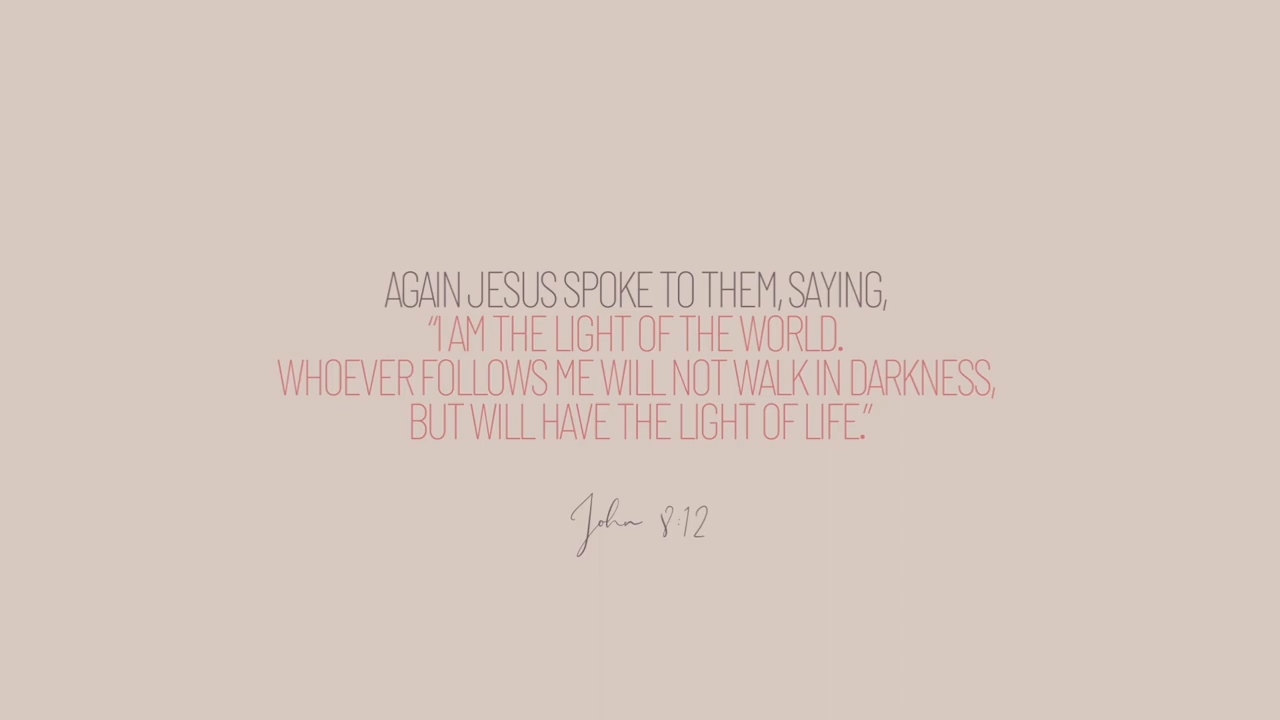 AGAIN JESUS SPOKE TO THEM, SAYING,
“I AM THE LIGHT OF THE WORLD.
WHOEVER FOLLOWS ME WILL NOT WALK IN DARKNESS,
BUT WILL HAVE THE LIGHT OF LIFE.”
John 8:12